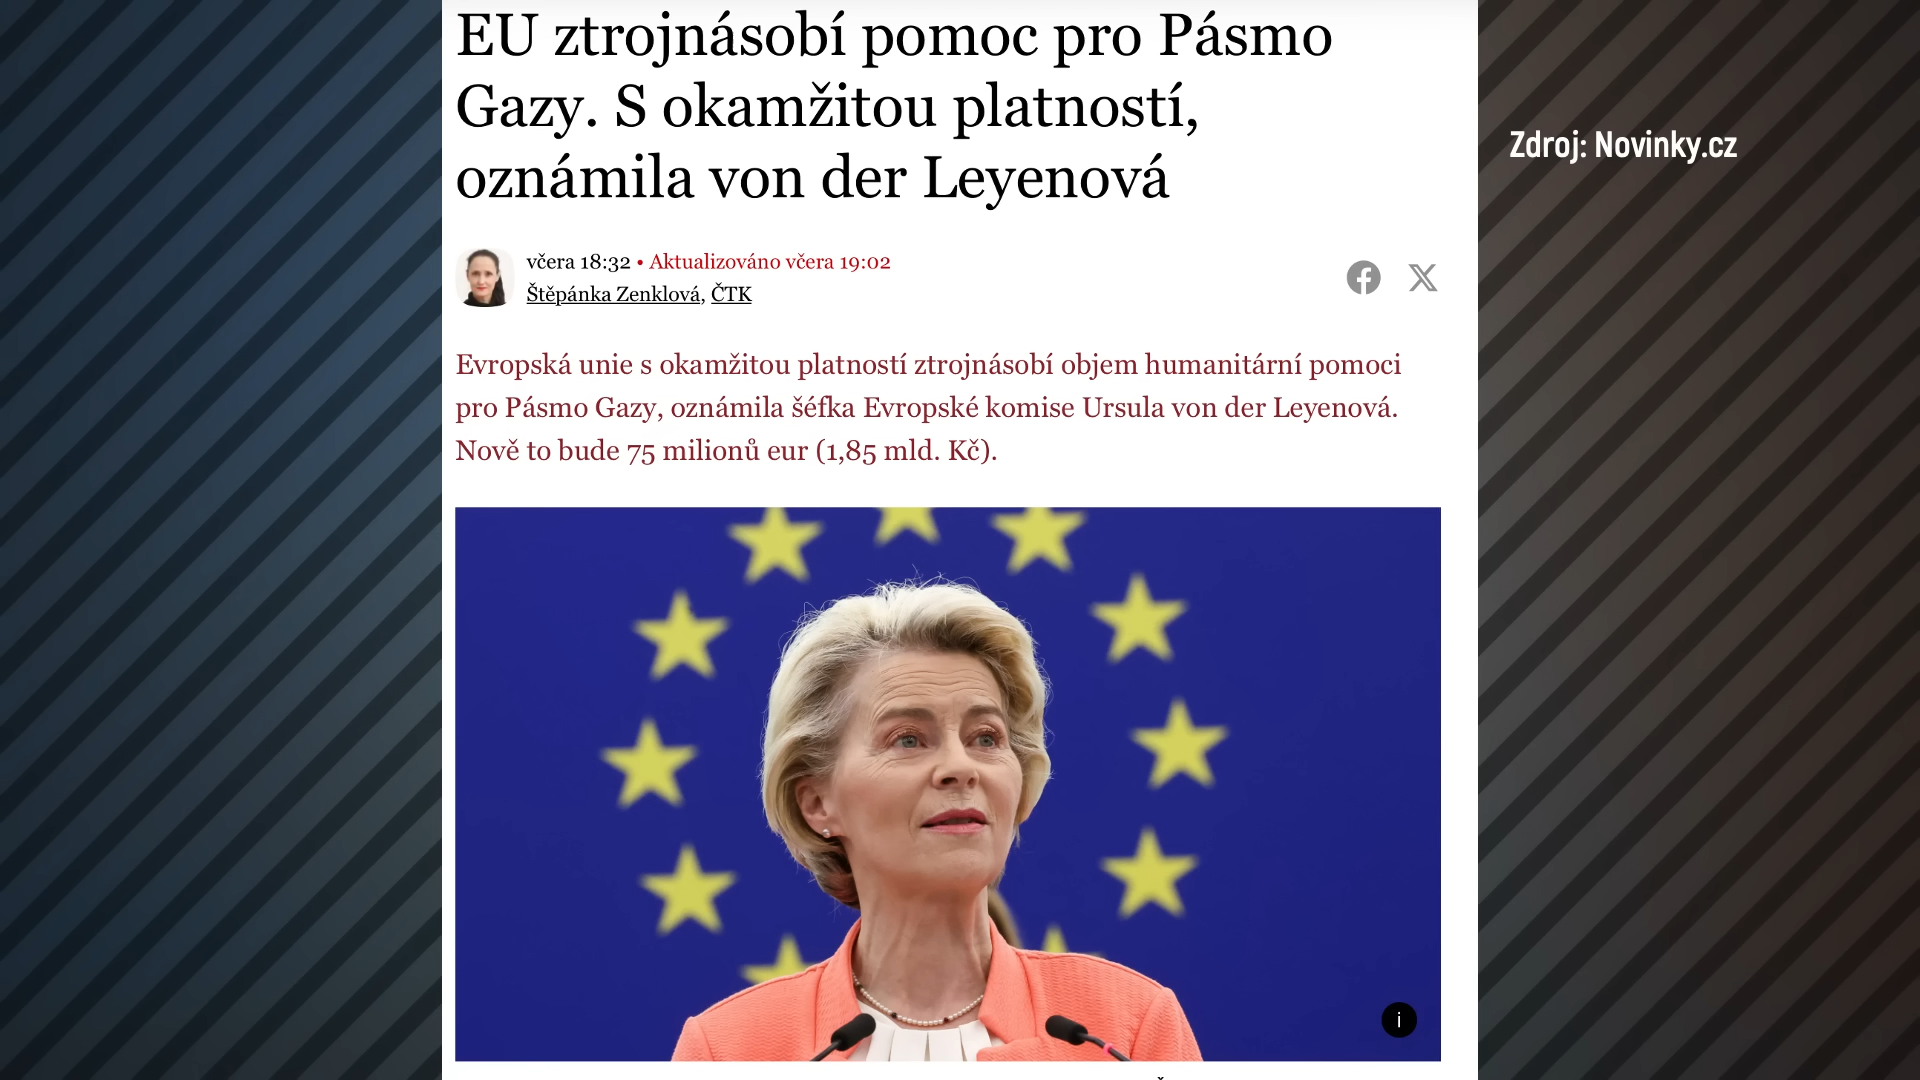 EU ztrojnásobí pomoc pro Pásmo
Gazy. S okamžitou platností,
oznámila von der Leyenová
Zdroj: Novinky.cz
včera 18:32 • Aktualizováno včera 19:02
Štěpánka Zenklová, ČTK
Evropská unie s okamžitou platností ztrojnásobí objem humanitární pomoci
pro Pásmo Gazy, oznámila šéfka Evropské komise Ursula von der Leyenová.
Nově to bude 75 milionů eur (1,85 mld. Kč).
i